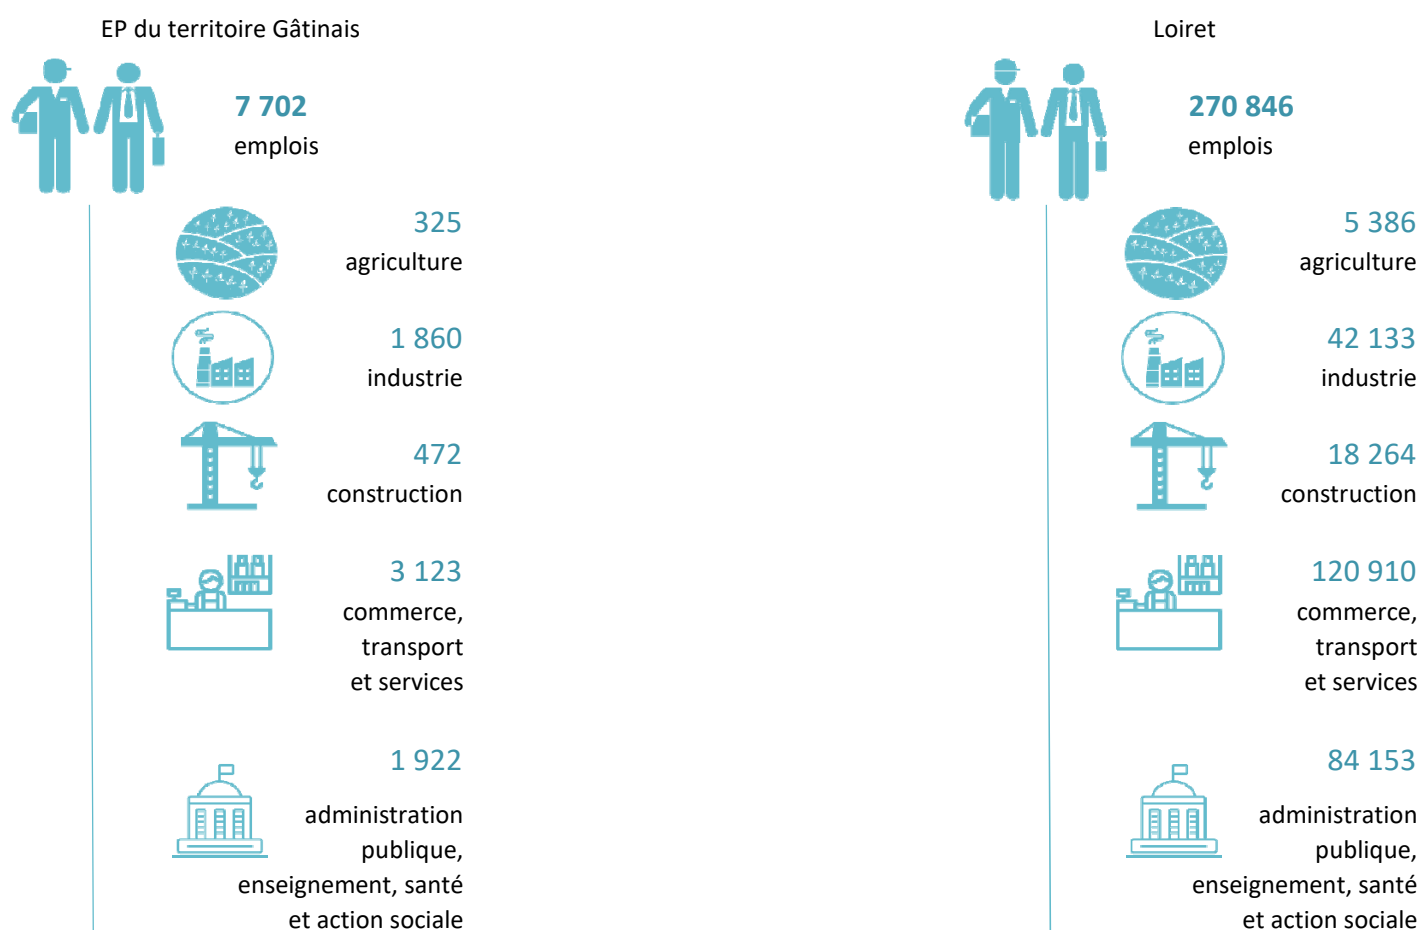 EP du territoire Gâtinais
7 702
emplois
325
agriculture
1 860
industrie
472
construction
3 123
commerce,
transport
et services
1 922
administration
publique,
enseignement, santé
et action sociale
Loiret
270 846
emplois
5 386
agriculture
42 133
industrie
18 264
construction
120 910
commerce,
transport
et services
84 153
administration
publique,
enseignement, santé
et action sociale